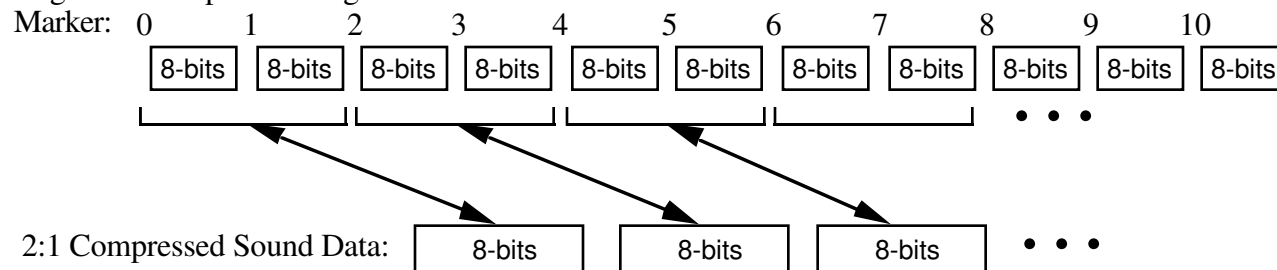 Marker: 0 1 2 3 4 5 6 7 8 9 10
8-bits 8-bits 8-bits 8-bits 8-bits 8-bits 8-bits 8-bits 8-bits 8-bits 8-bits
2:1 Compressed Sound Data: 8-bits 8-bits 8-bits